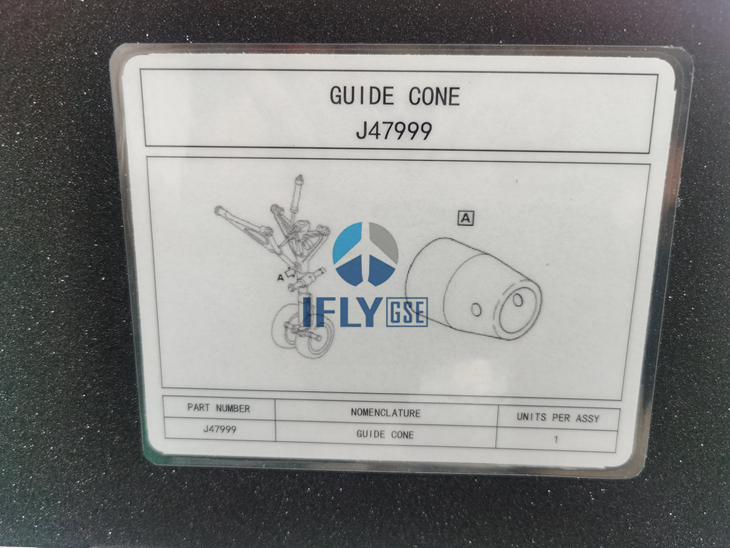 GUIDE CONE
J47999
A
A
IFLY GSE
PART NUMBER NOMENCLATURE UNITS PER ASSY
J47999 GUIDE CONE 1